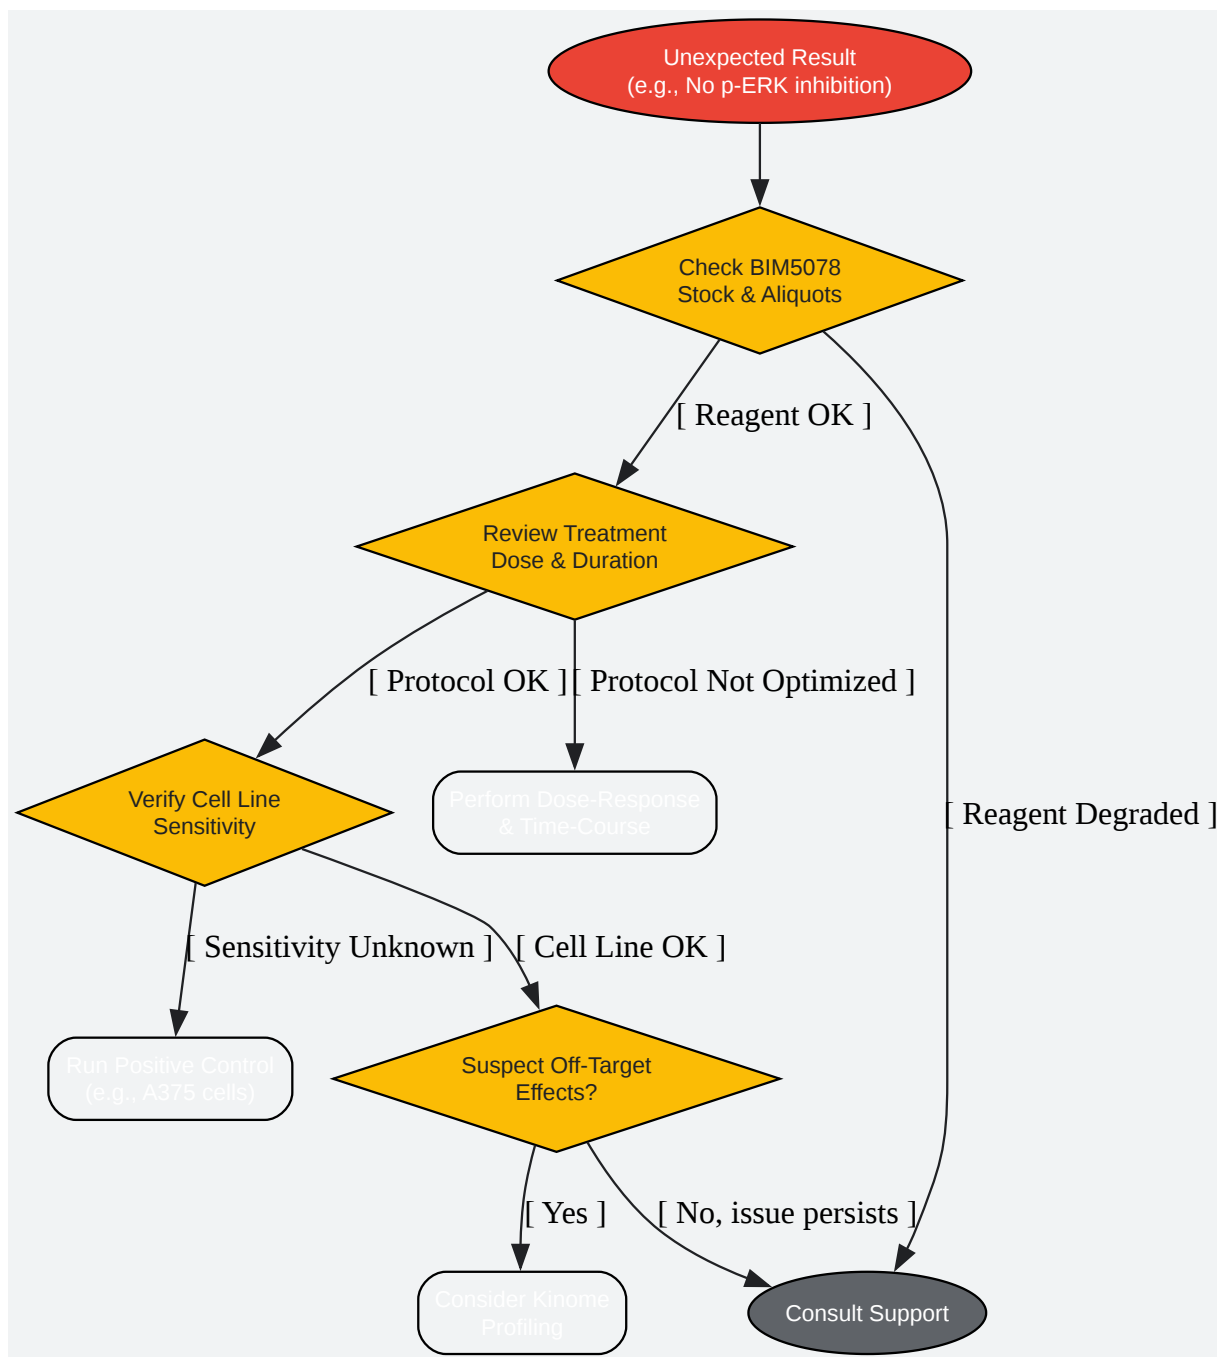 Unexpected Result
(e.g., No p-ERK inhibition)
Check BIM5078
Stock & Aliquots
[ Reagent OK ]
Review Treatment
Dose & Duration
[ Protocol OK ]
[ Protocol Not Optimized ]
Verify Cell Line
Sensitivity
Perform Dose-Response
& Time-Course
[ Reagent Degraded ]
[ Sensitivity Unknown ]
[ Cell Line OK ]
Run Positive Control
(e.g., A375 cells)
Suspect Off-Target
Effects?
[ Yes ]
[ No, issue persists ]
Consider Kinome
Profiling
Consult Support